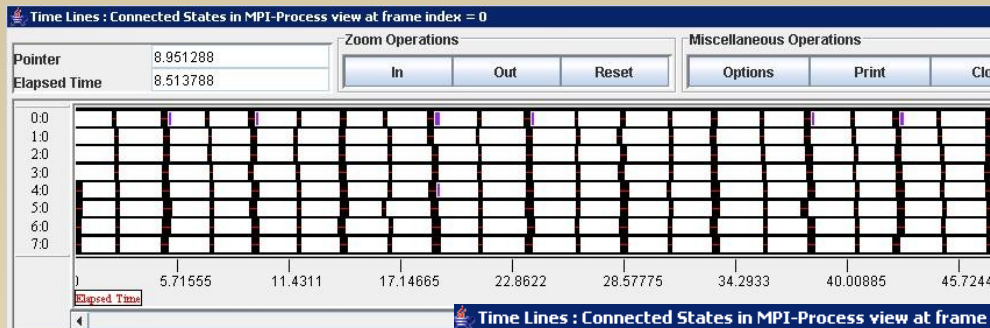 Time Lines : Connected States in MPI-Process view at frame index = 0
Pointer 8.951288
Elapsed Time 8.513788
Zoom Operations
In Out Reset
Miscellaneous Operations
Options Print Clo
0:0
1:0
2:0
3:0
4:0
5:0
6:0
7:0
5.71555 11.4311 17.14665 22.8622 28.57775 34.2933 40.00885 45.7244
Elapsed Time
Time Lines : Connected States in MPI-Process view at frame